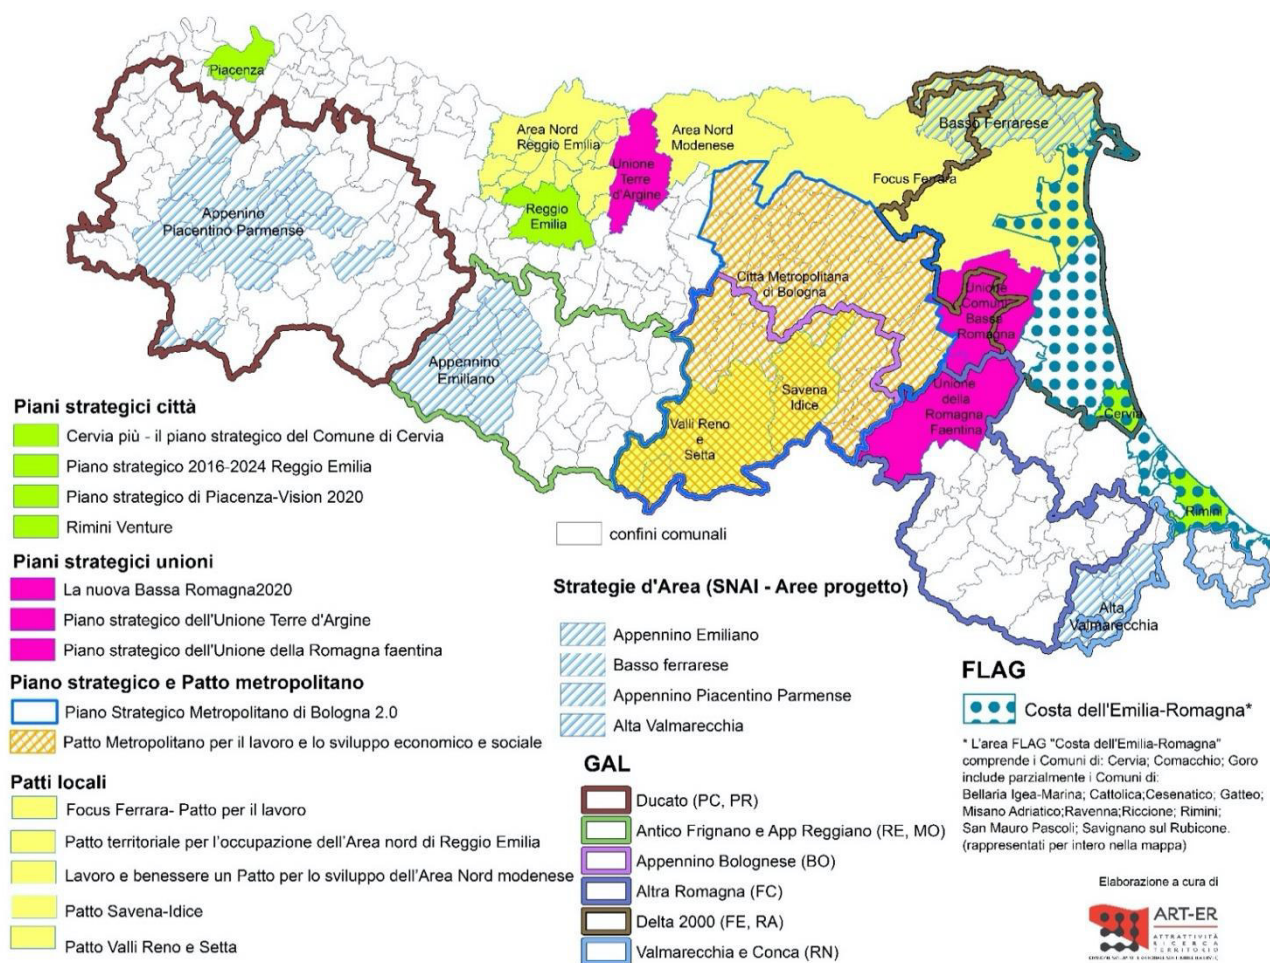 Piacenza
Area Nord
Reggio Emilia
Area Nord
Modenese
Basso Ferrarese
Unione
Terre
d'Argine
Focus Ferrara
Reggio
Emilia
Appenino
Piacentino Parmense
Città Metropolitana
di Bologna
Unione
Comuni
Bassa
Romagna
Appennino
Emiliano
Savena
Idice
Valli Reno
e
Setta
Unione
della
Romagna
Faentina
Cervia
Rimini
Alta
Valmarecchia
Piani strategici città
Cervia più - il piano strategico del Comune di Cervia
Piano strategico 2016-2024 Reggio Emilia
Piano strategico di Piacenza-Vision 2020
Rimini Venture
Piani strategici unioni
La nuova Bassa Romagna2020
Piano strategico dell'Unione Terre d'Argine
Piano strategico dell'Unione della Romagna faentina
Piano strategico e Patto metropolitano
Piano Strategico Metropolitano di Bologna 2.0
Patto Metropolitano per il lavoro e lo sviluppo economico e sociale
Patti locali
Focus Ferrara- Patto per il lavoro
Patto territoriale per l'occupazione dell'Area nord di Reggio Emilia
Lavoro e benessere un Patto per lo sviluppo dell'Area Nord modenese
Patto Savena-Idice
Patto Valli Reno e Setta
confini comunali
Strategie d'Area (SNAI - Aree progetto)
Appennino Emiliano
Basso ferrarese
Appennino Piacentino Parmense
Alta Valmarecchia
GAL
Ducato (PC, PR)
Antico Frignano e App Reggiano (RE, MO)
Appennino Bolognese (BO)
Altra Romagna (FC)
Delta 2000 (FE, RA)
Valmarecchia e Conca (RN)
FLAG
Costa dell'Emilia-Romagna*
* L'area FLAG "Costa dell'Emilia-Romagna"
comprende i Comuni di: Cervia; Comacchio; Goro
include parzialmente i Comuni di:
Bellaria Igea-Marina; Cattolica;Cesenatico; Gatteo;
Misano Adriatico;Ravenna;Riccione; Rimini;
San Mauro Pascoli; Savignano sul Rubicone.
(rappresentati per intero nella mappa)
Elaborazione a cura di
ART-ER
ATTRATTIVITÀ
RICERCA
TERRITORIO